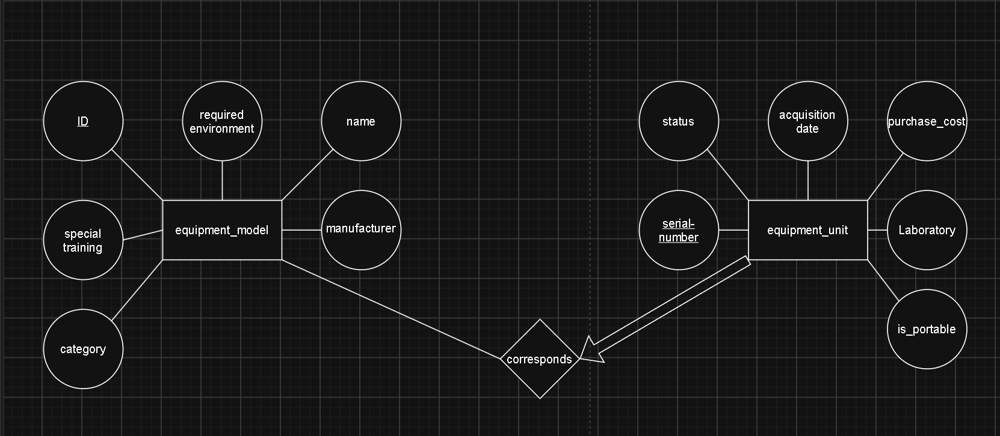 ID
required
environment
name
status
acquisition
date
purchase_cost
special
training
equipment_model
manufacturer
serial-
number
equipment_unit
Laboratory
category
corresponds
is_portable